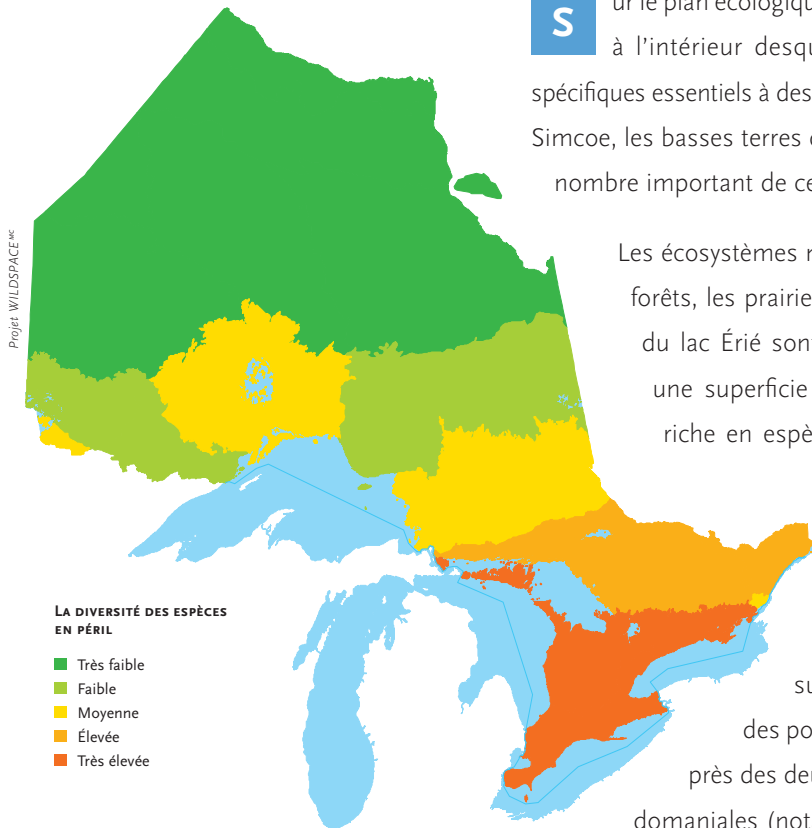 S
ur le plan écologiqu
à l’intérieur desqu
spécifiques essentiels à des
Simcoe, les basses terres
nombre important de ce
Projet WILDSPACE MC
Les écosystèmes
forêts, les prairie
du lac Érié son
une superficie
riche en espè
LA DIVERSITÉ DES ESPÈCES
EN PÉRIL
Très faible
Faible
Moyenne
Élevée
Très élevée
su
des po
près des deu
domaniales (not